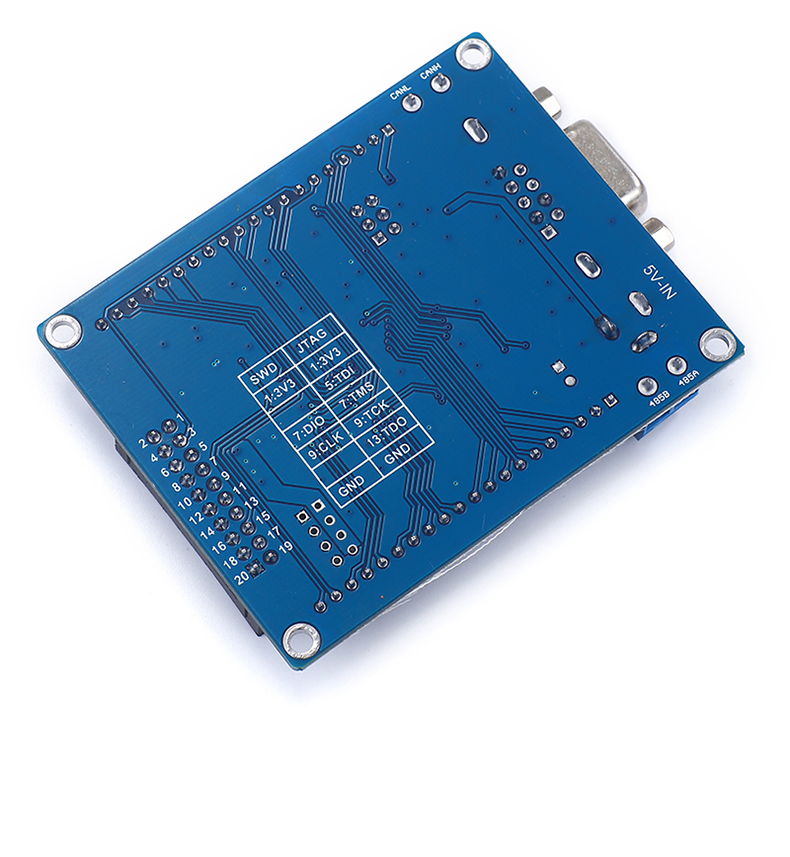 CANL CANH
5V-IN
485B 485A
SWD JTAG
1:3V3 1:3V3
5:TDI
7:DIO 7:TMS
9:CLK 9:TCK
13:TDO
GND GND
2 1
4 3
6 5
8 7
10 9
12 11
14 13
16 15
18 17
20 19